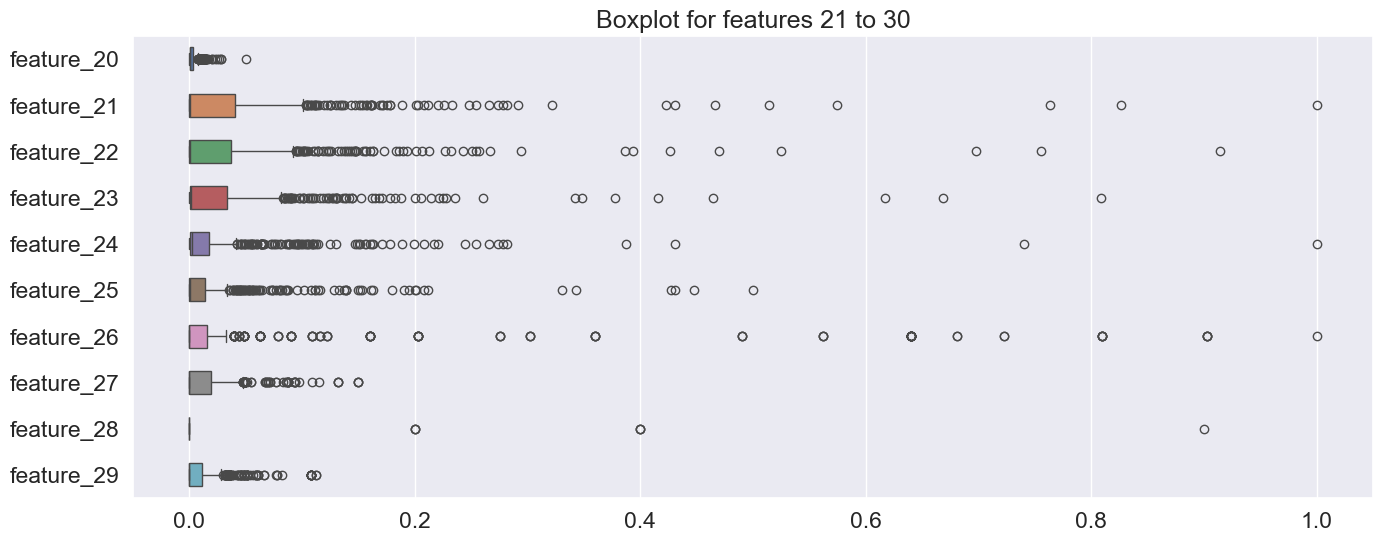 Boxplot for features 21 to 30
feature_20
feature_21
feature_22
feature_23
feature_24
feature_25
feature_26
feature_27
feature_28
feature_29
0.0 0.2 0.4 0.6 0.8 1.0